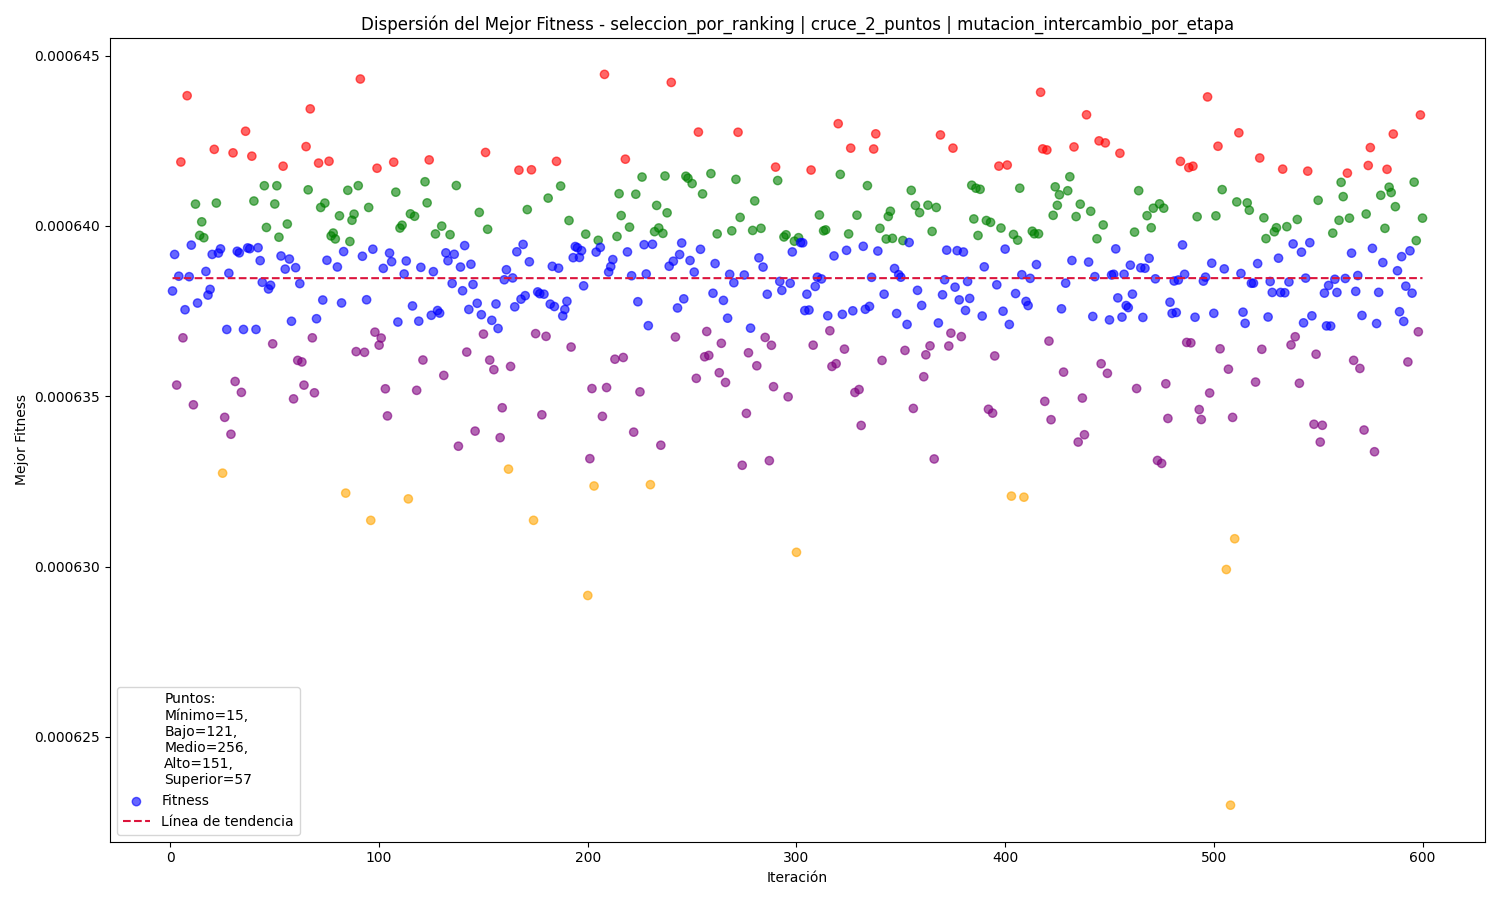 Dispersión del Mejor Fitness - seleccion_por_ranking | cruce_2_puntos | mutacion_intercambio_por_etapa
0.000645
0.000640
0.000635
0.000630
0.000625
Mejor Fitness
Puntos:
Mínimo=15,
Bajo=121,
Medio=256,
Alto=151,
Superior=57
Fitness
Línea de tendencia
0
100
200
300
400
500
600
Iteración